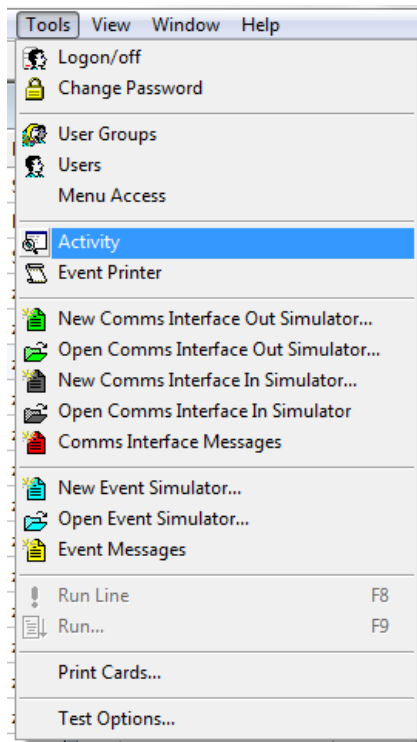 Tools View Window Help
Logon/off
Change Password
User Groups
Users
Menu Access
Activity
Event Printer
New Comms Interface Out Simulator...
Open Comms Interface Out Simulator...
New Comms Interface In Simulator...
Open Comms Interface In Simulator
Comms Interface Messages
New Event Simulator...
Open Event Simulator...
Event Messages
Run Line F8
Run... F9
Print Cards...
Test Options...